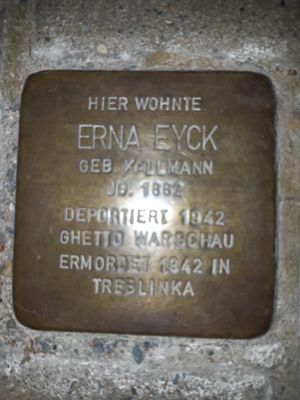 HIER WOHNTE
ERNA EYCK
GEB. KALLMANN
JG. 1882
DEPORTIERT 1942
GHETTO WARSCHAU
ERMORDET 1942 IN
TREBLINKA